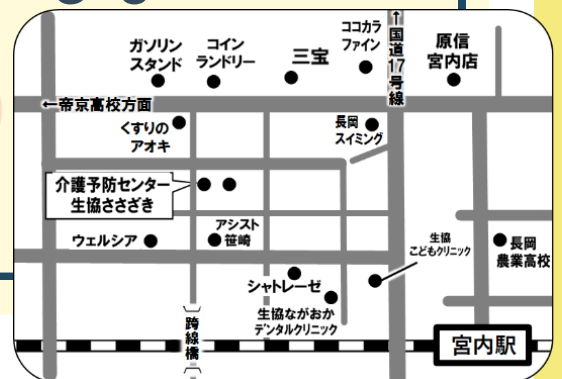 ガソリン
スタンド
コイン
ランドリー
三宝
ココカラ
ファイン
↑国道17号線
原信
宮内店
←帝京高校方面
くすりの
アオキ
長岡
スイミング
介護予防センター
生協ささざき
ウェルシア
アシスト
笹崎
生協
こどもクリニック
長岡
農業高校
シャトレーゼ
生協ながおか
デンタルクリニック
跨線橋
宮内駅